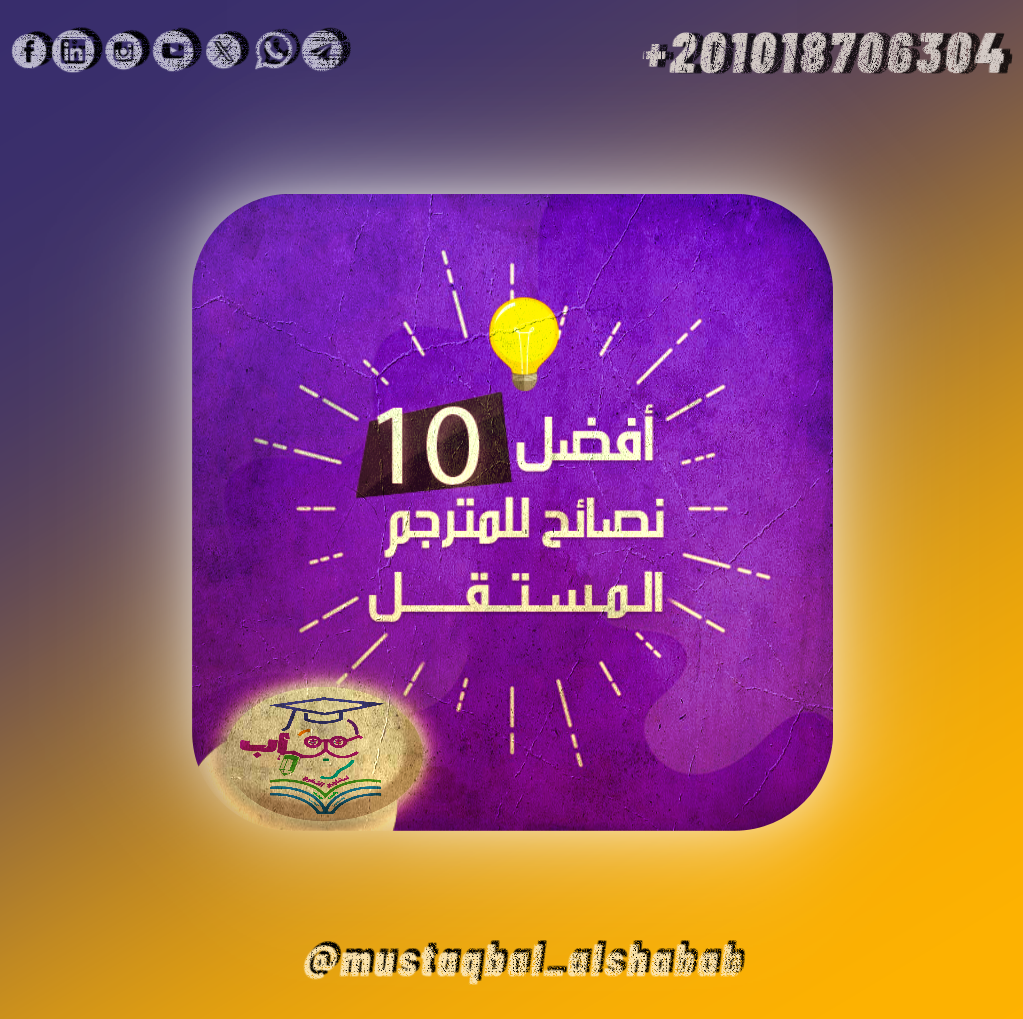 +201018706304
أفضل 10
نصائح للمترجم
المستقل
@mustaqbal_alshabab